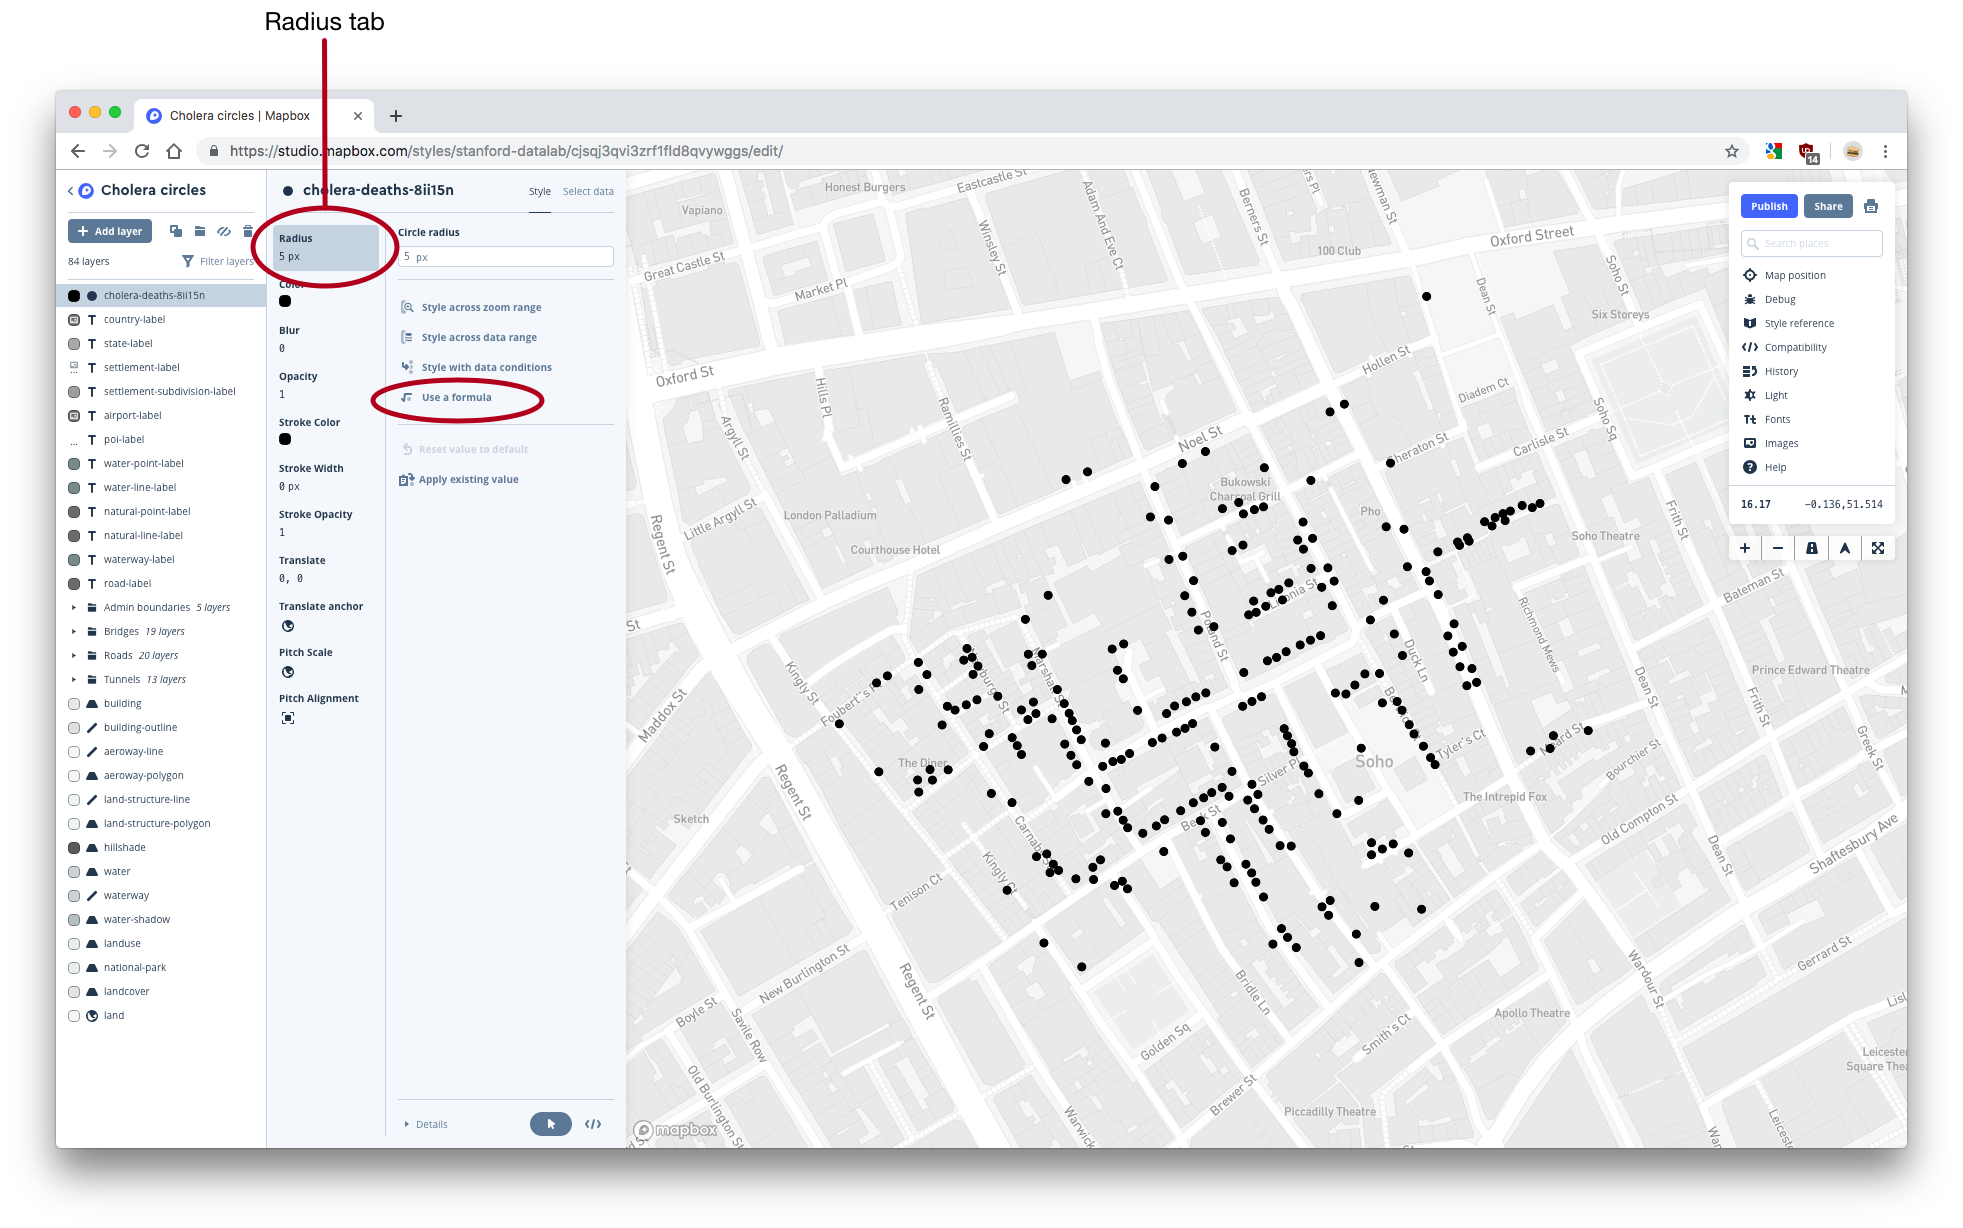 Radius tab
Cholera circles | Mapbox
https://studio.mapbox.com/styles/stanford-datalab/cjsqj3qvi3zrf1fld8qvywggs/edit/
14
Cholera circles
Add layer
84 layers
Filter layers
cholera-deaths-8ii15n
country-label
state-label
settlement-label
settlement-subdivision-label
airport-label
poi-label
water-point-label
water-line-label
natural-point-label
natural-line-label
waterway-label
road-label
Admin boundaries 5 layers
Bridges 19 layers
Roads 20 layers
Tunnels 13 layers
building
building-outline
aeroway-line
aeroway-polygon
land-structure-line
land-structure-polygon
hillshade
water
waterway
water-shadow
landuse
national-park
landcover
land
cholera-deaths-8ii15n
Style
Select data
Radius
5 px
Color
Blur
0
Opacity
1
Stroke Color
Stroke Width
0 px
Stroke Opacity
1
Translate
0, 0
Translate anchor
Pitch Scale
Pitch Alignment
Circle radius
5 px
Style across zoom range
Style across data range
Style with data conditions
Use a formula
Reset value to default
Apply existing value
Details
Publish
Share
Search places
Map position
Debug
Style reference
Compatibility
History
Light
Fonts
Images
Help
16.17
−0.136,51.514
Honest Burgers
Eastcastle St
Vapiano
Winsley St
Adam And Eve Ct
Berners St
Newman St
100 Club
Oxford Street
Great Castle St
Market Pl
Dean St
Soho St
Six Storeys
Oxford St
Hills Pl
Hollen St
Diadem Ct
Argyll St
Ramillies St
Noel St
Sheraton St
Carlisle St
Soho Sq
Bukowski
Charcoal Grill
Little Argyll St
London Palladium
Regent St
Courthouse Hotel
Pho
Frith St
Soho Theatre
Bateman St
Richmond Mews
Poland St
Duck Ln
Prince Edward Theatre
Kingly St
Maddox St
Dean St
Frith St
Greek St
Tyler's Ct
Bourchier St
The Diner
Soho
Silver Pl
Regent St
The Intrepid Fox
Old Compton St
Sketch
Dean St
Shaftesbury Ave
Kingly Ct
Tenison Ct
New Burlington St
Regent St
Bridle Ln
Wardour St
Gerrard St
Boyle St
Savile Row
Golden Sq
Smith's Ct
Apollo Theatre
Leicester
Old Burlington St
Brewer St
Piccadilly Theatre
mapbox